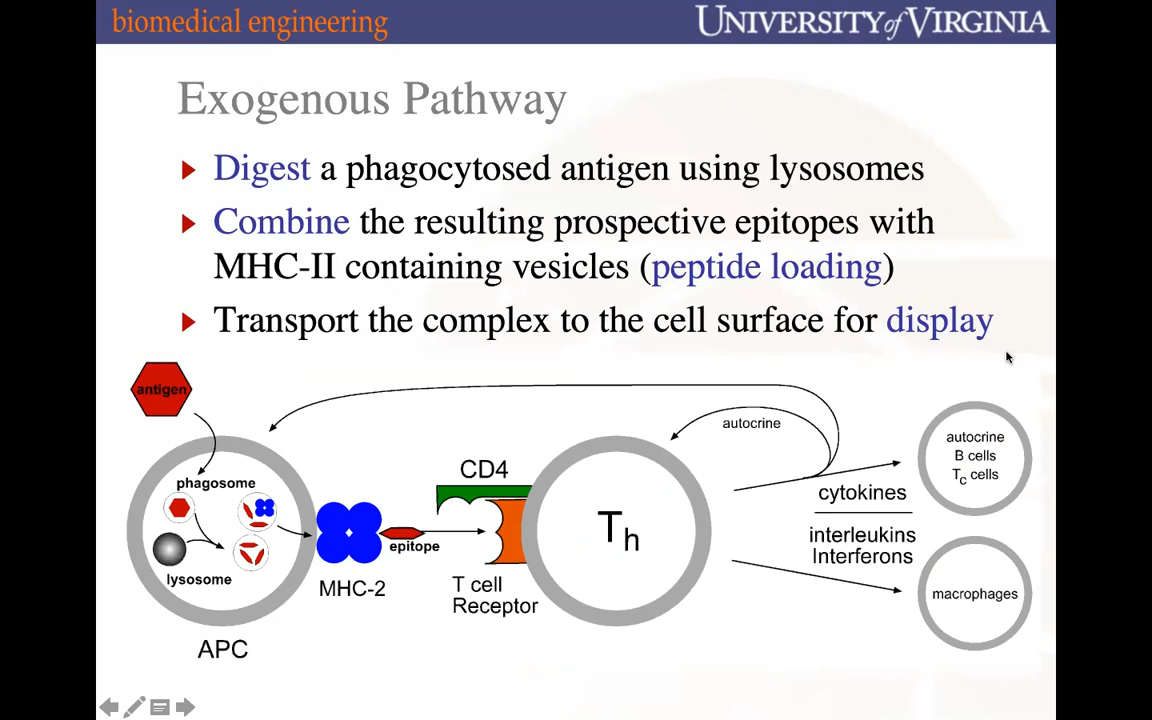 biomedical engineering
UNIVERSITY of VIRGINIA
Exogenous Pathway
Digest a phagocytosed antigen using lysosomes
Combine the resulting prospective epitopes with
MHC-II containing vesicles (peptide loading)
Transport the complex to the cell surface for display
antigen
phagosome
lysosome
APC
MHC-2
epitope
CD4
T cell
Receptor
Th
autocrine
cytokines
interleukins
Interferons
autocrine
B cells
Tc cells
macrophages